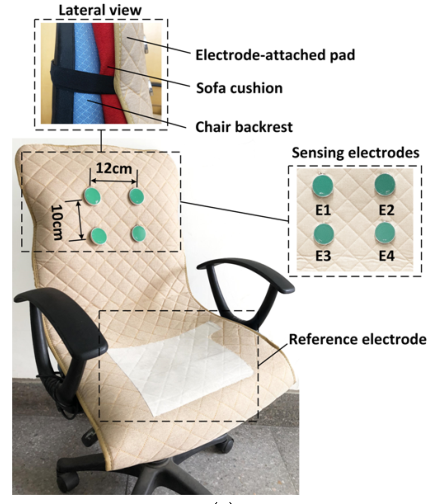 Lateral view
Electrode-attached pad
Sofa cushion
Chair backrest
12cm
10cm
Sensing electrodes
E1 E2
E3 E4
Reference electrode